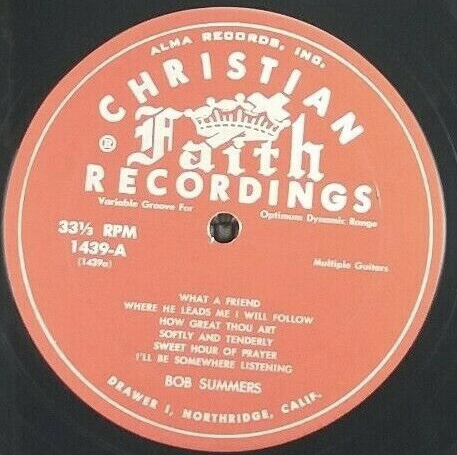 ALMA RECORDS, INC.
CHRISTIAN
® Faith
RECORDINGS
Variable Groove For Optimum Dynamic Range
33⅓ RPM
1439-A
(1439a)
Multiple Guitars
WHAT A FRIEND
WHERE HE LEADS ME I WILL FOLLOW
HOW GREAT THOU ART
SOFTLY AND TENDERLY
SWEET HOUR OF PRAYER
I'LL BE SOMEWHERE LISTENING
BOB SUMMERS
DRAWER I, NORTHRIDGE, CALIF.